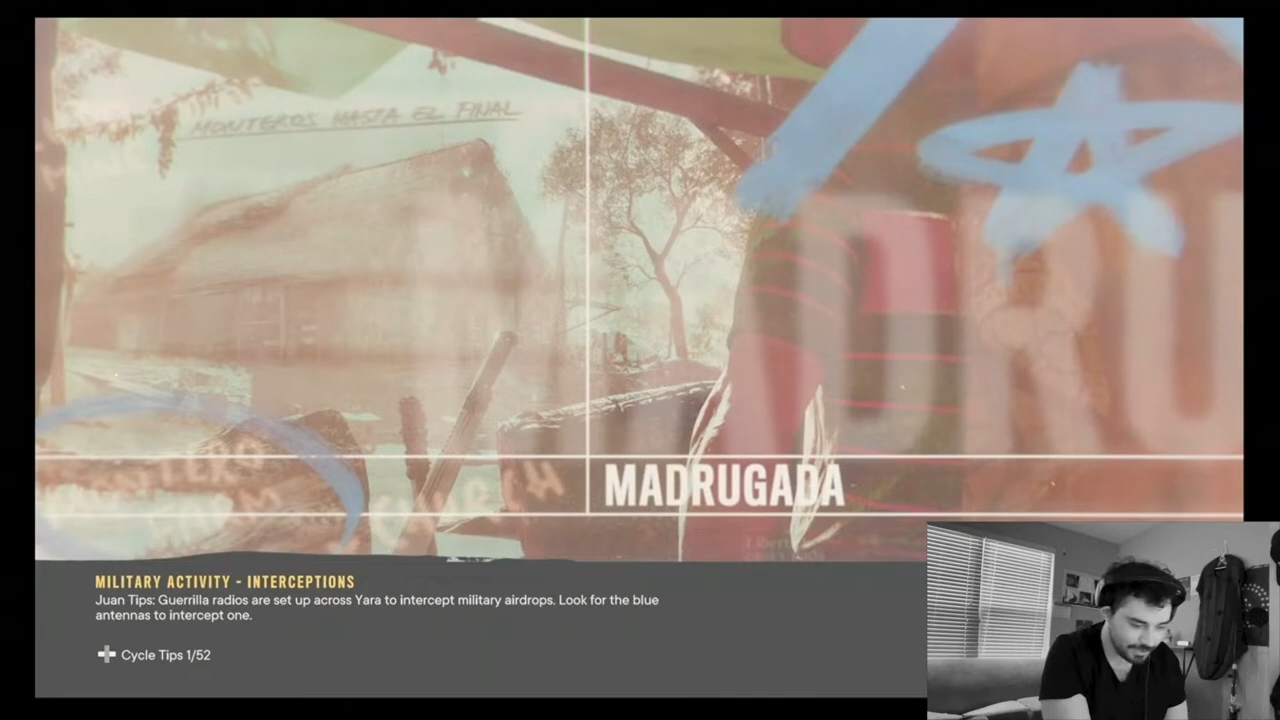 MONTEROS HASTA EL FINAL
CHURCH
MADRUGADA
MILITARY ACTIVITY - INTERCEPTIONS
Juan Tips: Guerrilla radios are set up across Yara to intercept military airdrops. Look for the blue
antennas to intercept one.
Cycle Tips 1/52